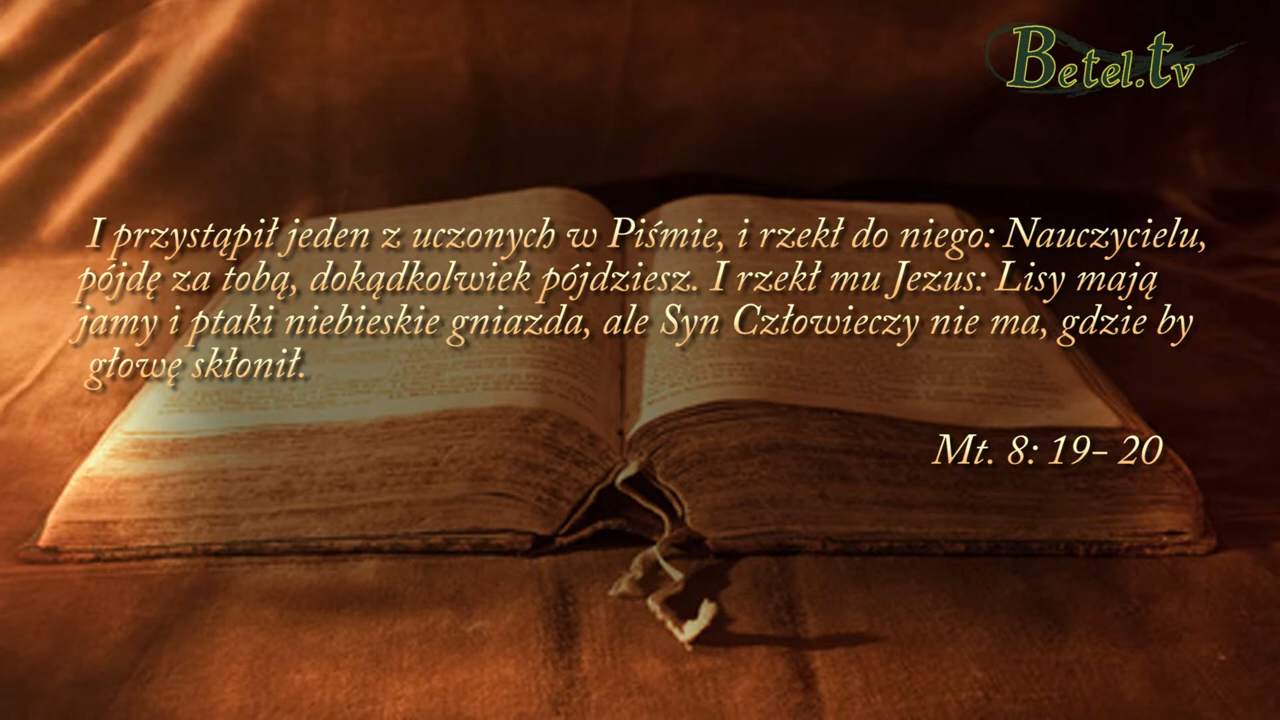 Betel.tv
I przystąpił jeden z uczonych w Piśmie, i rzekł do niego: Nauczycielu,
pójdę za tobą, dokądkolwiek pójdziesz. I rzekł mu Jezus: Lisy mają
jamy i ptaki niebieskie gniazda, ale Syn Człowieczy nie ma, gdzie by
głowę skłonił.
Mt. 8: 19- 20